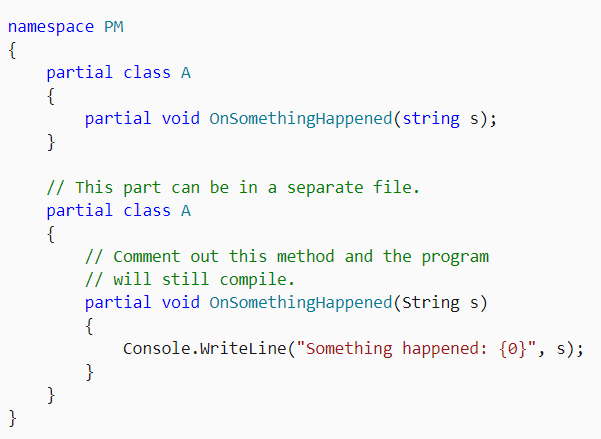 namespace PM
{
    partial class A
    {
        partial void OnSomethingHappened(string s);
    }

    // This part can be in a separate file.
    partial class A
    {
        // Comment out this method and the program
        // will still compile.
        partial void OnSomethingHappened(String s)
        {
            Console.WriteLine("Something happened: {0}", s);
        }
    }
}